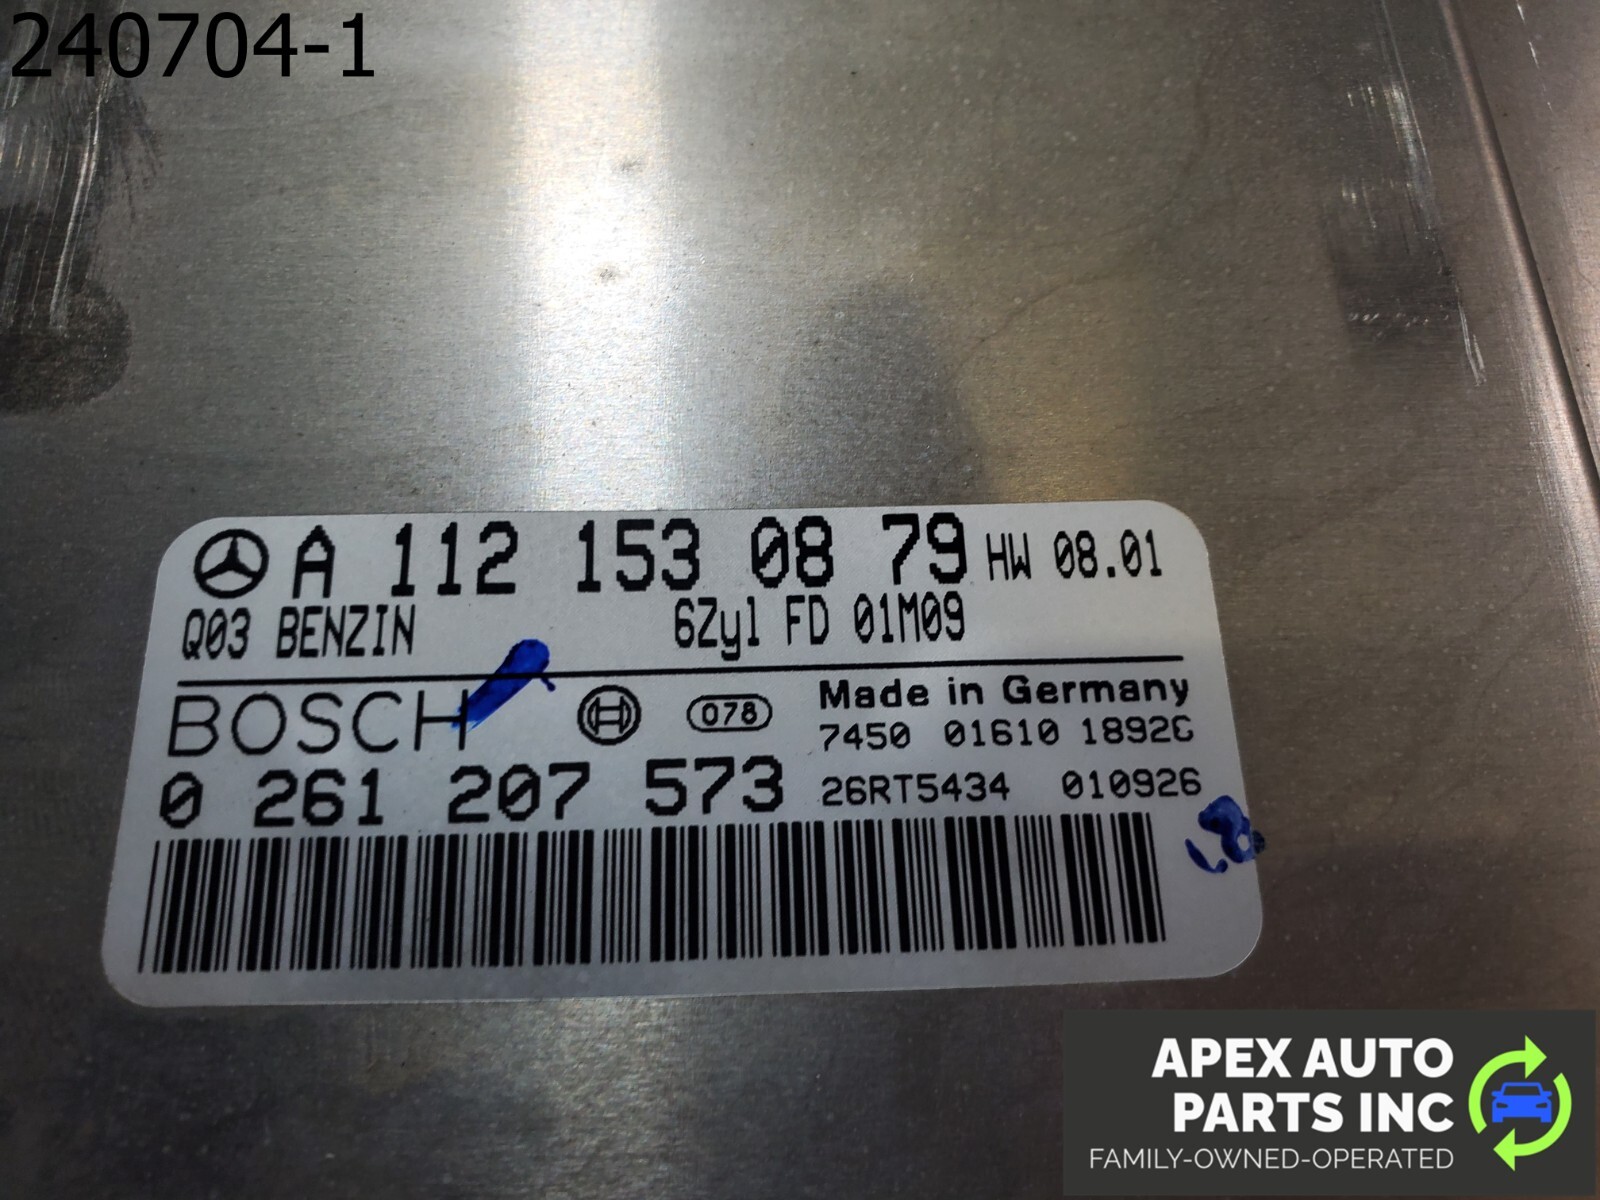 240704-1
A 112 153 08 79 HW 08.01
Q03 BENZIN 6Zyl FD 01M09
BOSCH 078 Made in Germany
7450 01610 1892C
0 261 207 573 26RT5434 010926
APEX AUTO
PARTS INC
FAMILY-OWNED-OPERATED